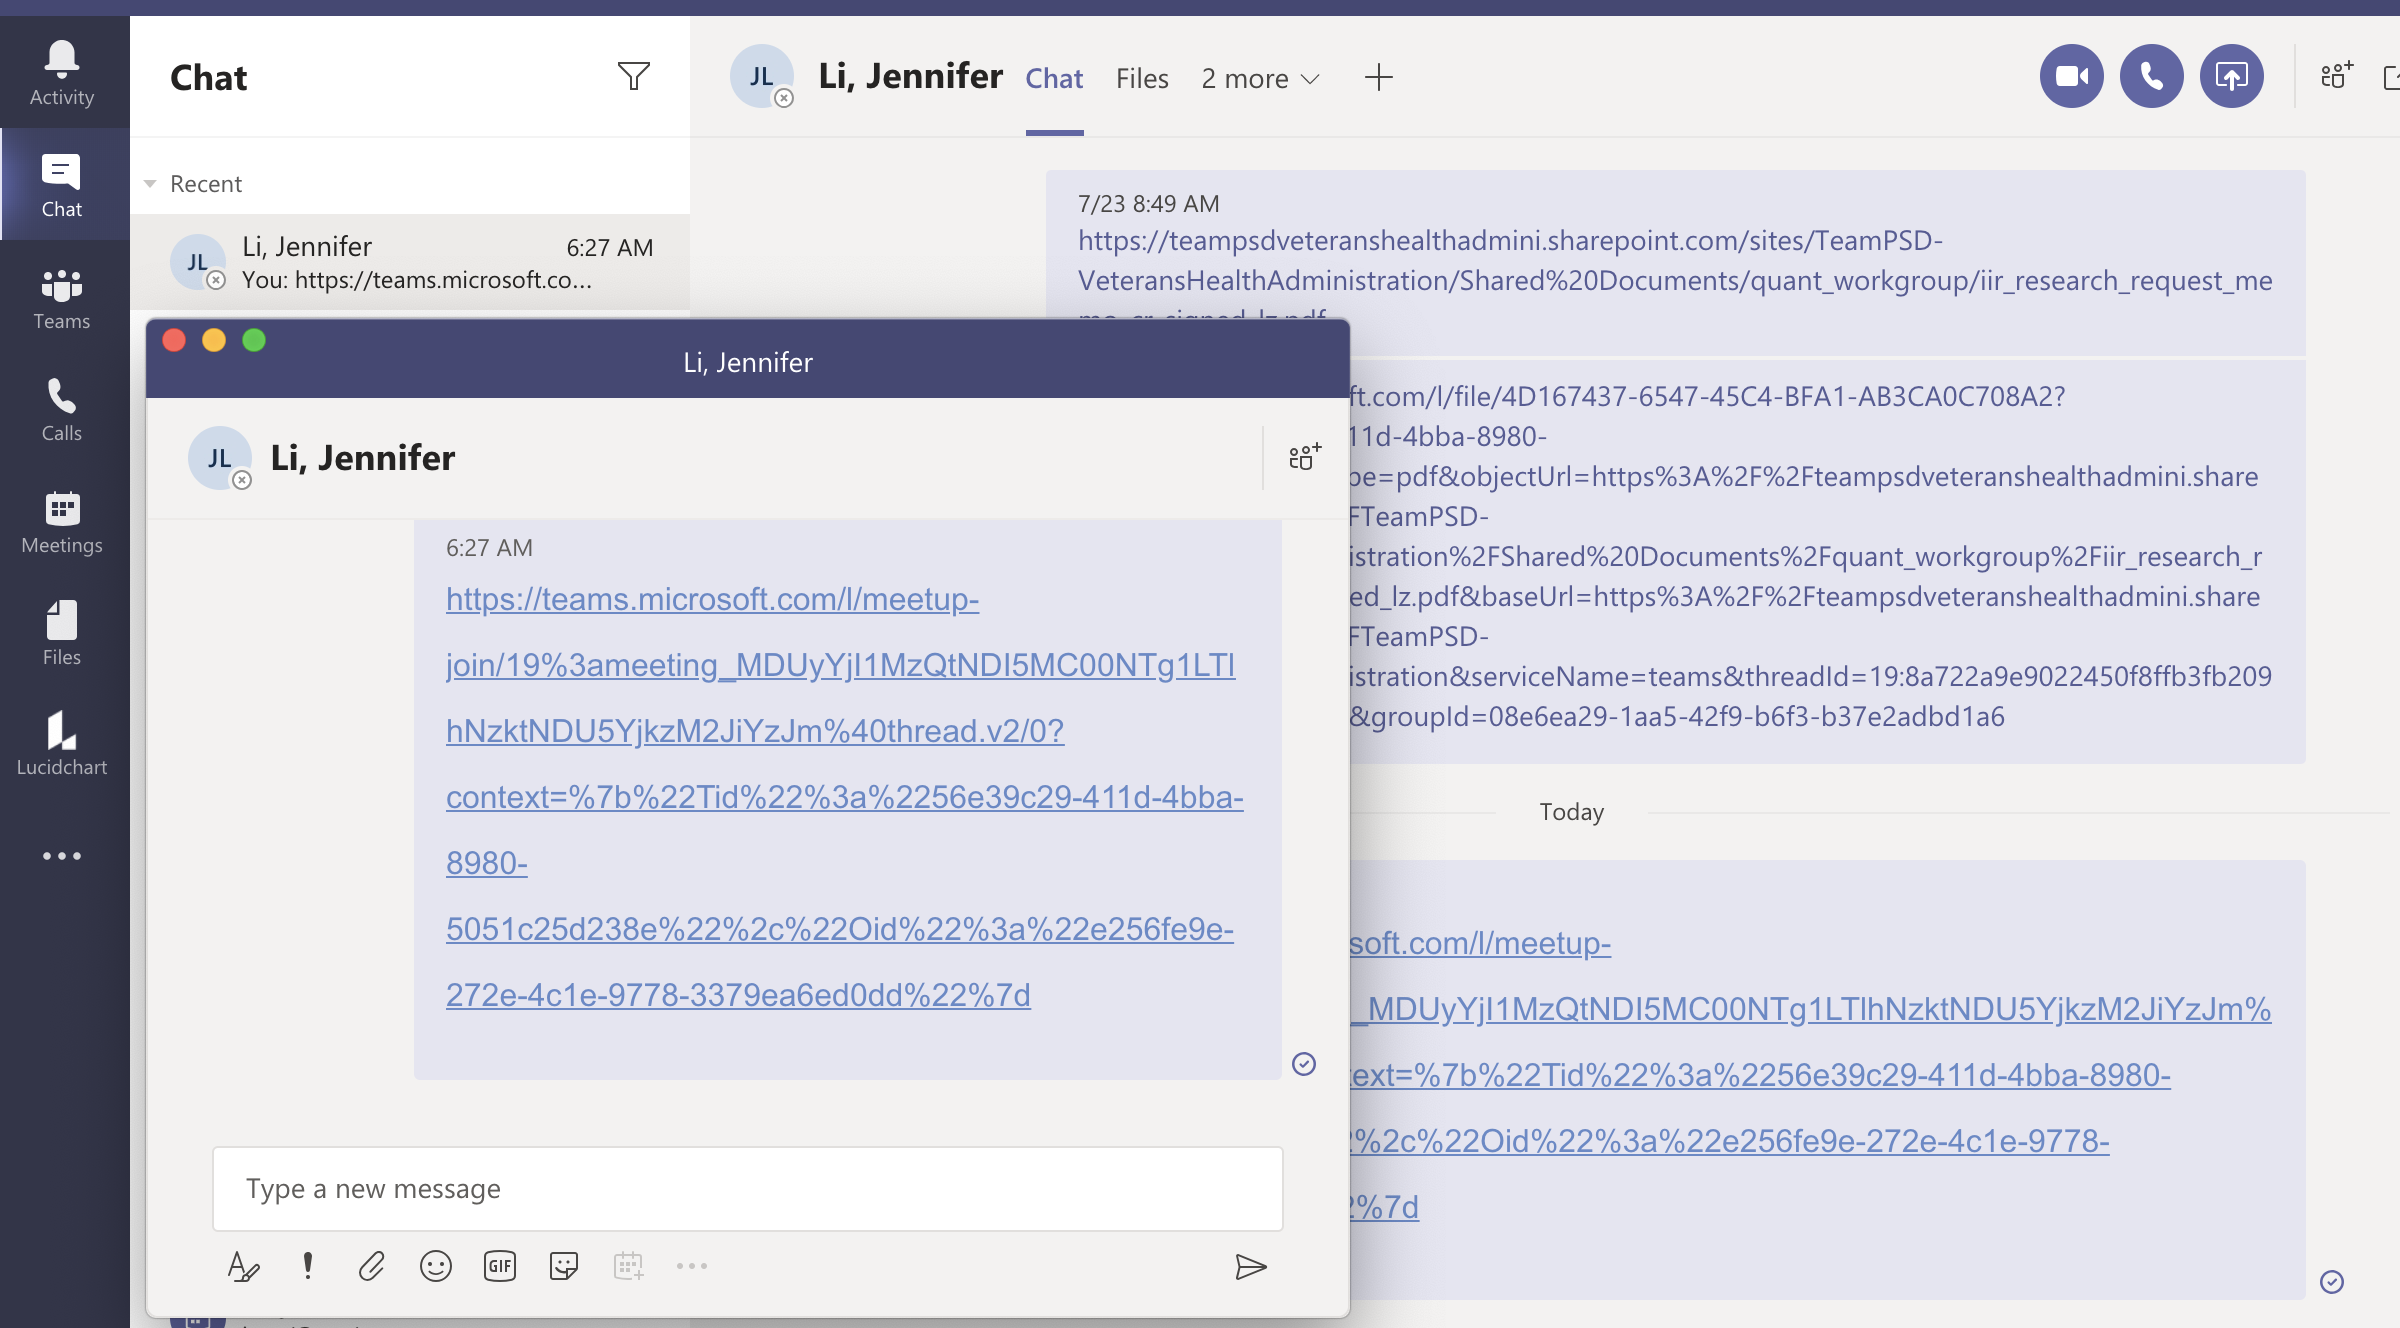 Activity
Chat
Teams
Calls
Meetings
Files
Lucidchart
Chat
Recent
JL
Li, Jennifer
6:27 AM
You: https://teams.microsoft.co...
JL
Li, Jennifer
Chat
Files
2 more
7/23 8:49 AM
https://teampsdveteranshealthadmini.sharepoint.com/sites/TeamPSD-
VeteransHealthAdministration/Shared%20Documents/quant_workgroup/iir_research_request_me
mo_cr_signed_lz.pdf
ft.com/l/file/4D167437-6547-45C4-BFA1-AB3CA0C708A2?
11d-4bba-8980-
pe=pdf&objectUrl=https%3A%2F%2Fteampsdveteranshealthadmini.share
FTeamPSD-
istration%2FShared%20Documents%2Fquant_workgroup%2Fiir_research_r
ed_lz.pdf&baseUrl=https%3A%2F%2Fteampsdveteranshealthadmini.share
FTeamPSD-
istration&serviceName=teams&threadId=19:8a722a9e9022450f8ffb3fb209
&groupId=08e6ea29-1aa5-42f9-b6f3-b37e2adbd1a6
Today
soft.com/l/meetup-
_MDUyYjI1MzQtNDI5MC00NTg1LTlhNzktNDU5YjkzM2JiYzJm%
text=%7b%22Tid%22%3a%2256e39c29-411d-4bba-8980-
2%2c%22Oid%22%3a%22e256fe9e-272e-4c1e-9778-
2%7d
Li, Jennifer
JL
Li, Jennifer
6:27 AM
https://teams.microsoft.com/l/meetup-
join/19%3ameeting_MDUyYjI1MzQtNDI5MC00NTg1LTl
hNzktNDU5YjkzM2JiYzJm%40thread.v2/0?
context=%7b%22Tid%22%3a%2256e39c29-411d-4bba-
8980-
5051c25d238e%22%2c%22Oid%22%3a%22e256fe9e-
272e-4c1e-9778-3379ea6ed0dd%22%7d
Type a new message
GIF